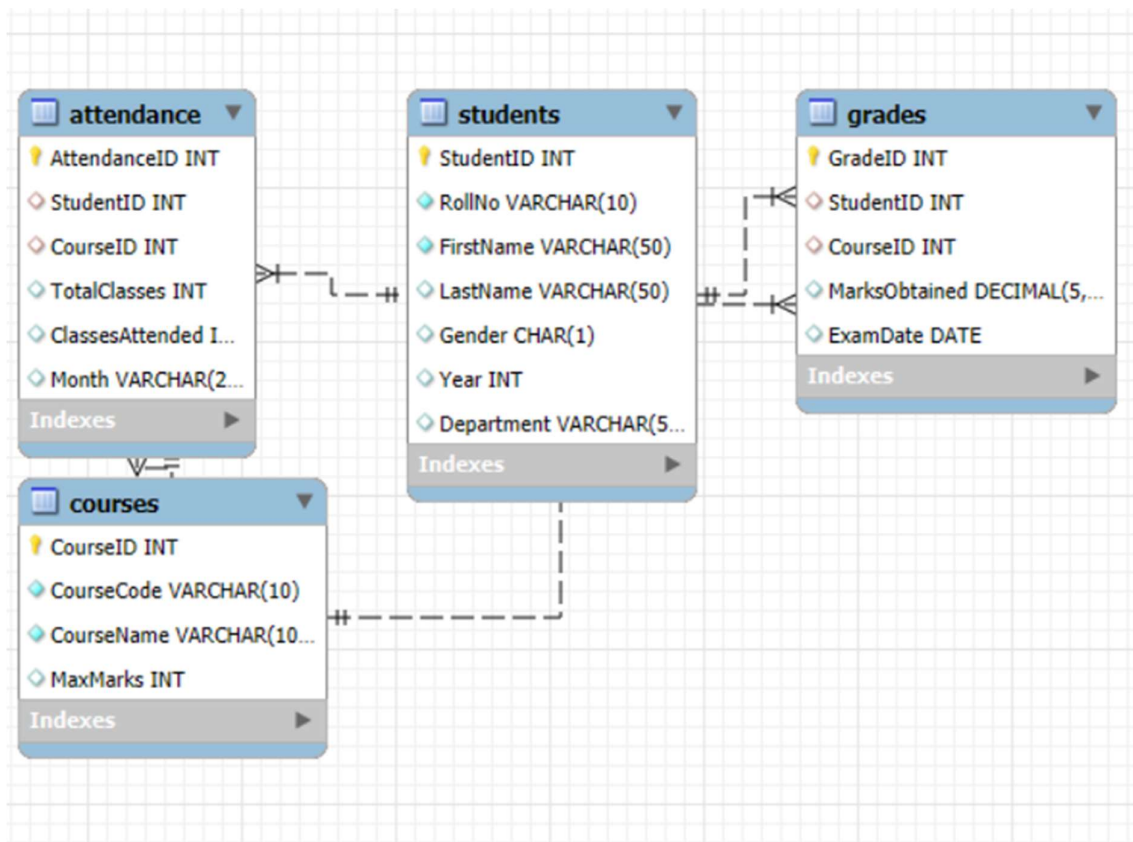 attendance
AttendanceID INT
StudentID INT
CourseID INT
TotalClasses INT
ClassesAttended I...
Month VARCHAR(2...
Indexes
students
StudentID INT
RollNo VARCHAR(10)
FirstName VARCHAR(50)
LastName VARCHAR(50)
Gender CHAR(1)
Year INT
Department VARCHAR(5...
Indexes
grades
GradeID INT
StudentID INT
CourseID INT
MarksObtained DECIMAL(5,...
ExamDate DATE
Indexes
courses
CourseID INT
CourseCode VARCHAR(10)
CourseName VARCHAR(10...
MaxMarks INT
Indexes